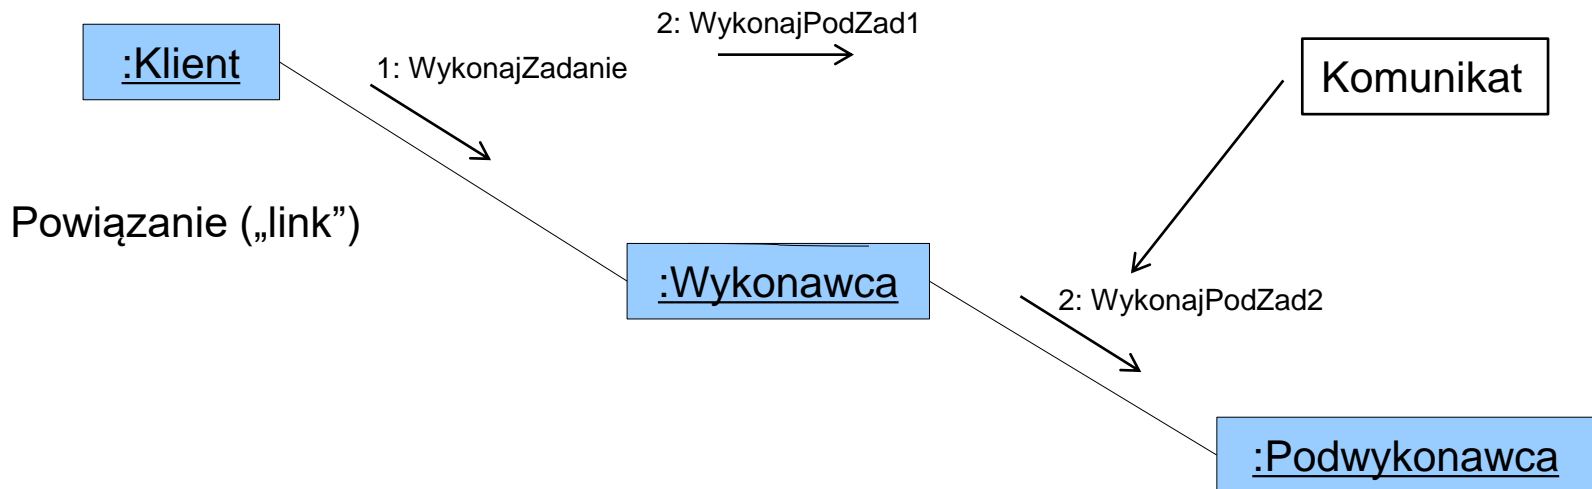 2: WykonajPodZad1
:Klient
1: WykonajZadanie
Komunikat
Powiązanie („link”)
:Wykonawca
2: WykonajPodZad2
:Podwykonawca